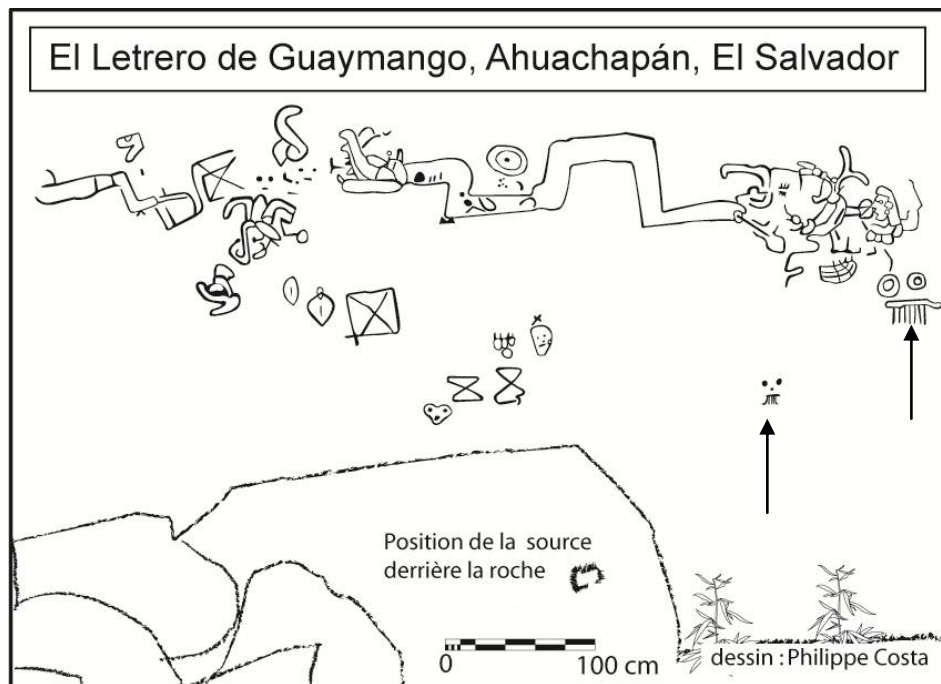 El Letrero de Guaymango, Ahuachapán, El Salvador
Position de la source
derrière la roche
0 100 cm
dessin : Philippe Costa